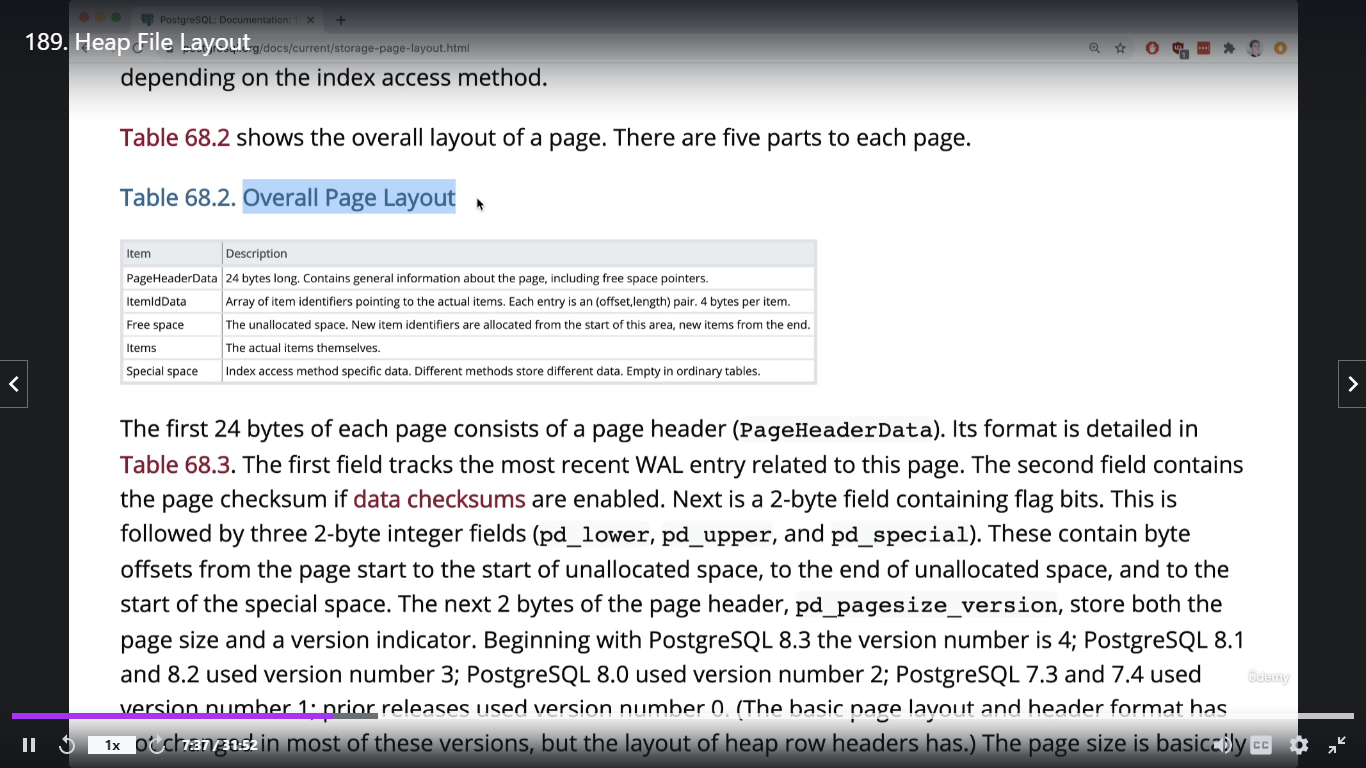 PostgreSQL: Documentation: 1
189. Heap File Layout
/docs/current/storage-page-layout.html
depending on the index access method.
Table 68.2 shows the overall layout of a page. There are five parts to each page.
Table 68.2. Overall Page Layout
Item Description
PageHeaderData 24 bytes long. Contains general information about the page, including free space pointers.
ItemIdData Array of item identifiers pointing to the actual items. Each entry is an (offset,length) pair. 4 bytes per item.
Free space The unallocated space. New item identifiers are allocated from the start of this area, new items from the end.
Items The actual items themselves.
Special space Index access method specific data. Different methods store different data. Empty in ordinary tables.
The first 24 bytes of each page consists of a page header (PageHeaderData). Its format is detailed in
Table 68.3. The first field tracks the most recent WAL entry related to this page. The second field contains
the page checksum if data checksums are enabled. Next is a 2-byte field containing flag bits. This is
followed by three 2-byte integer fields (pd_lower, pd_upper, and pd_special). These contain byte
offsets from the page start to the start of unallocated space, to the end of unallocated space, and to the
start of the special space. The next 2 bytes of the page header, pd_pagesize_version, store both the
page size and a version indicator. Beginning with PostgreSQL 8.3 the version number is 4; PostgreSQL 8.1
and 8.2 used version number 3; PostgreSQL 8.0 used version number 2; PostgreSQL 7.3 and 7.4 used
ûdemy
version number 1; prior releases used version number 0. (The basic page layout and header format has
in most of these versions, but the layout of heap row headers has.) The page size is basically
1x 7:37 / 31:52 CC